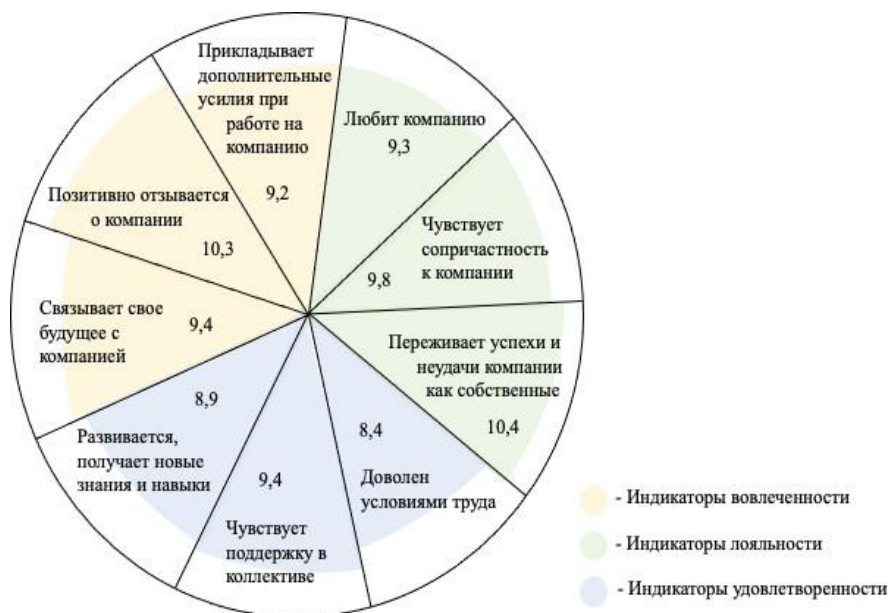 Прикладывает
дополнительные
усилия при
работе на
компанию
9,2
Любит компанию
9,3
Чувствует
сопричастность
к компании
9,8
Переживает успехи и
неудачи компании
как собственные
10,4
Доволен
условиями труда
8,4
Чувствует
поддержку в
коллективе
9,4
Развивается,
получает новые
знания и навыки
8,9
Связывает свое
будущее с
компанией
9,4
Позитивно отзывается
о компании
10,3
- Индикаторы вовлеченности
- Индикаторы лояльности
- Индикаторы удовлетворенности